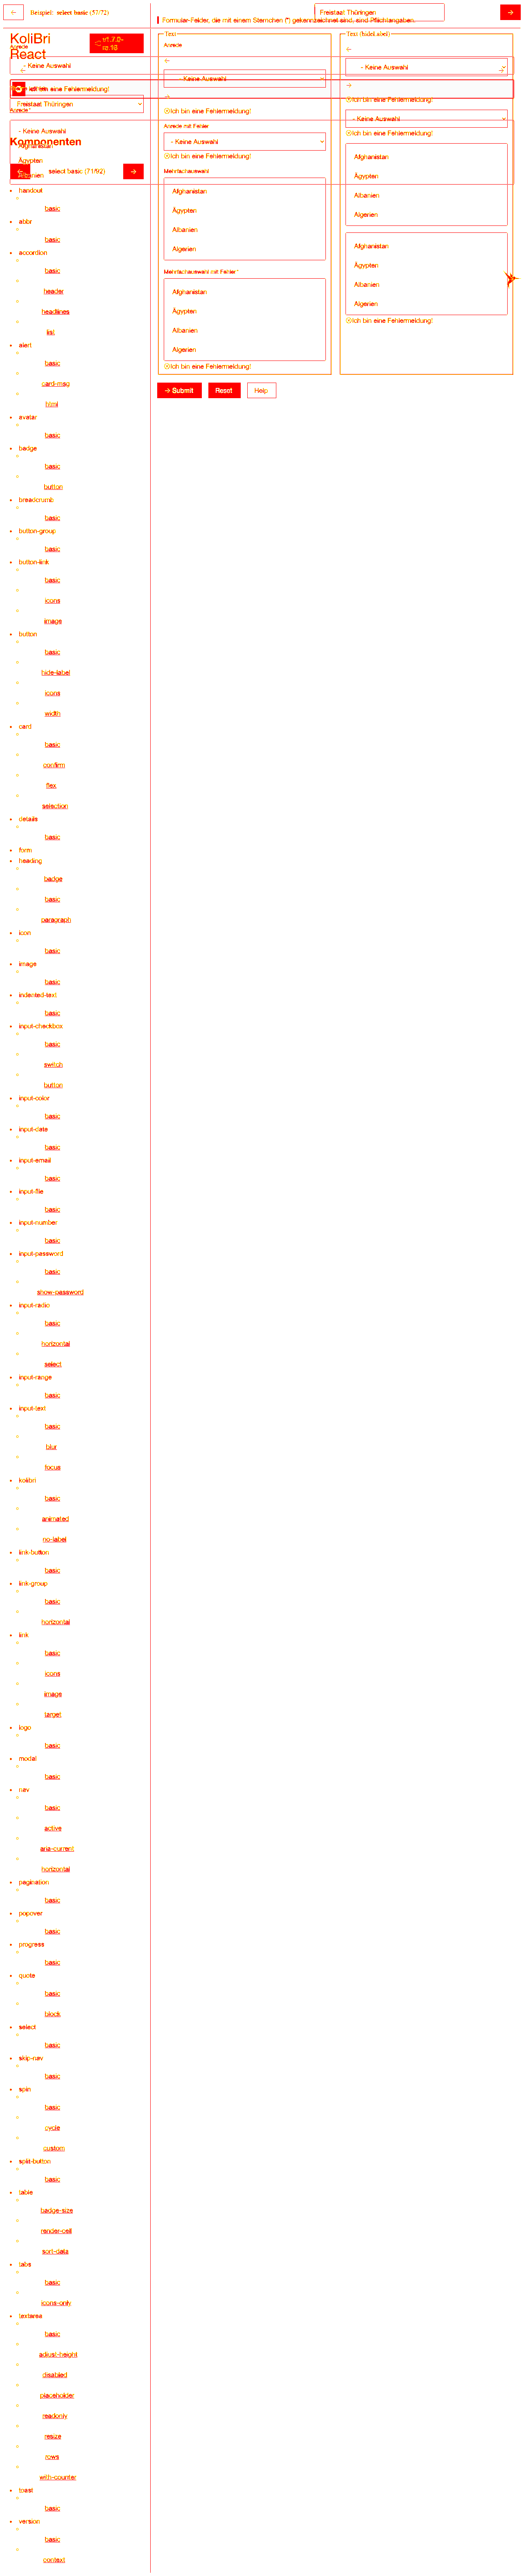 Beispiel: select basic (57/72)
Freistaat Thüringen
Formular-Felder, die mit einem Sternchen (*) gekennzeichnet sind, sind Pflichtangaben.
KoliBri
React
v1.7.0-
rc.16
Anrede
- Keine Auswahl
Ich bin eine Fehlermeldung!
Freistaat Thüringen
Anrede*
- Keine Auswahl
Afghanistan
Ägypten
Albanien
Komponenten
select basic (71/92)
handout
basic
abbr
basic
accordion
basic
header
headlines
list
alert
basic
card-msg
html
avatar
basic
badge
basic
button
breadcrumb
basic
button-group
basic
button-link
basic
icons
image
button
basic
hide-label
icons
width
card
basic
confirm
flex
selection
details
basic
form
heading
badge
basic
paragraph
icon
basic
image
basic
indented-text
basic
input-checkbox
basic
switch
button
input-color
basic
input-date
basic
input-email
basic
input-file
basic
input-number
basic
input-password
basic
show-password
input-radio
basic
horizontal
select
input-range
basic
input-text
basic
blur
focus
kolibri
basic
animated
no-label
link-button
basic
link-group
basic
horizontal
link
basic
icons
image
target
logo
basic
modal
basic
nav
basic
active
aria-current
horizontal
pagination
basic
popover
basic
progress
basic
quote
basic
block
select
basic
skip-nav
basic
spin
basic
cycle
custom
split-button
basic
table
badge-size
render-cell
sort-data
tabs
basic
icons-only
textarea
basic
adjust-height
disabled
placeholder
readonly
resize
rows
with-counter
toast
basic
version
basic
context
Text
Anrede
- Keine Auswahl
Ich bin eine Fehlermeldung!
Anrede mit Fehler
- Keine Auswahl
Ich bin eine Fehlermeldung!
Mehrfachauswahl
Afghanistan
Ägypten
Albanien
Algerien
Mehrfachauswahl mit Fehler*
Afghanistan
Ägypten
Albanien
Algerien
Ich bin eine Fehlermeldung!
Text (hideLabel)
- Keine Auswahl
Ich bin eine Fehlermeldung!
- Keine Auswahl
Ich bin eine Fehlermeldung!
Afghanistan
Ägypten
Albanien
Algerien
Afghanistan
Ägypten
Albanien
Algerien
Ich bin eine Fehlermeldung!
Submit
Reset
Help